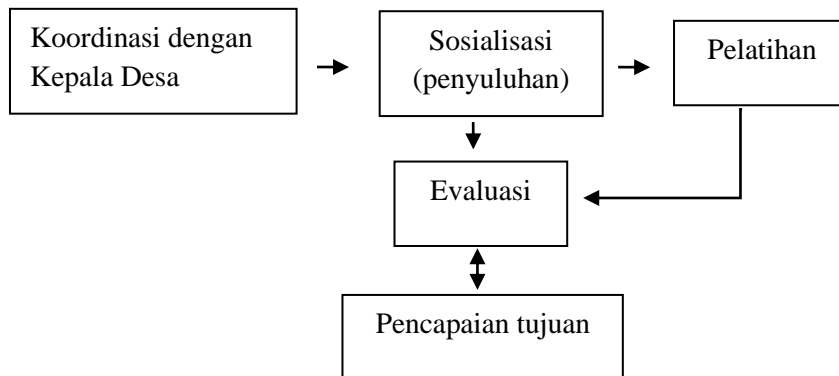 Koordinasi dengan
Kepala Desa
Sosialisasi
(penyuluhan)
Pelatihan
Evaluasi
Pencapaian tujuan